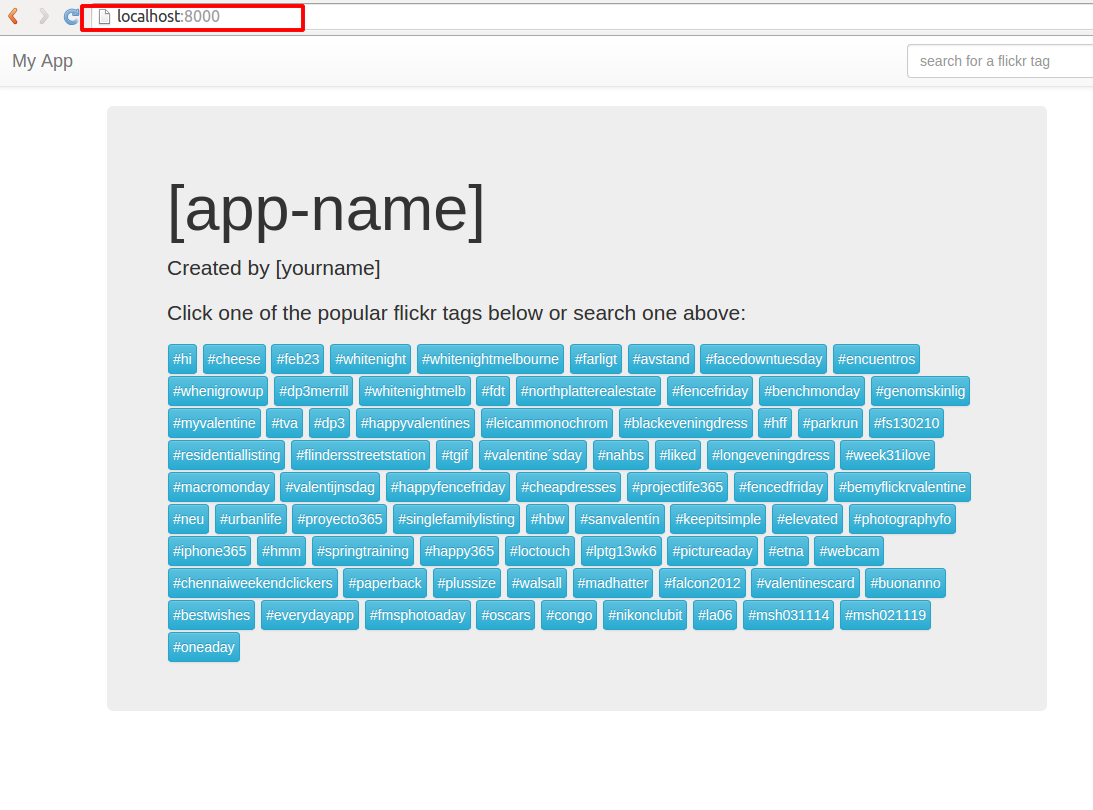 localhost:8000
My App
search for a flickr tag
[app-name]
Created by [yourname]
Click one of the popular flickr tags below or search one above:
#hi #cheese #feb23 #whitenight #whitenightmelbourne #farligt #avstand #facedowntuesday #encuentros
#whenigrowup #dp3merrill #whitenightmelb #fdt #northplatterealestate #fencefriday #benchmonday #genomskinlig
#myvalentine #tva #dp3 #happyvalentines #leicammonochrom #blackeveningdress #hff #parkrun #fs130210
#residentiallisting #flindersstreetstation #tgif #valentine´sday #nahbs #liked #longeveningdress #week31ilove
#macromonday #valentijnsdag #happyfencefriday #cheapdresses #projectlife365 #fencedfriday #bemyflickrvalentine
#neu #urbanlife #proyecto365 #singlefamilylisting #hbw #sanvalentín #keepitsimple #elevated #photographyfo
#iphone365 #hmm #springtraining #happy365 #loctouch #lptg13wk6 #pictureaday #etna #webcam
#chennaiweekendclickers #paperback #plussize #walsall #madhatter #falcon2012 #valentinescard #buonanno
#bestwishes #everydayapp #fmsphotoaday #oscars #congo #nikonclubit #la06 #msh031114 #msh021119
#oneaday